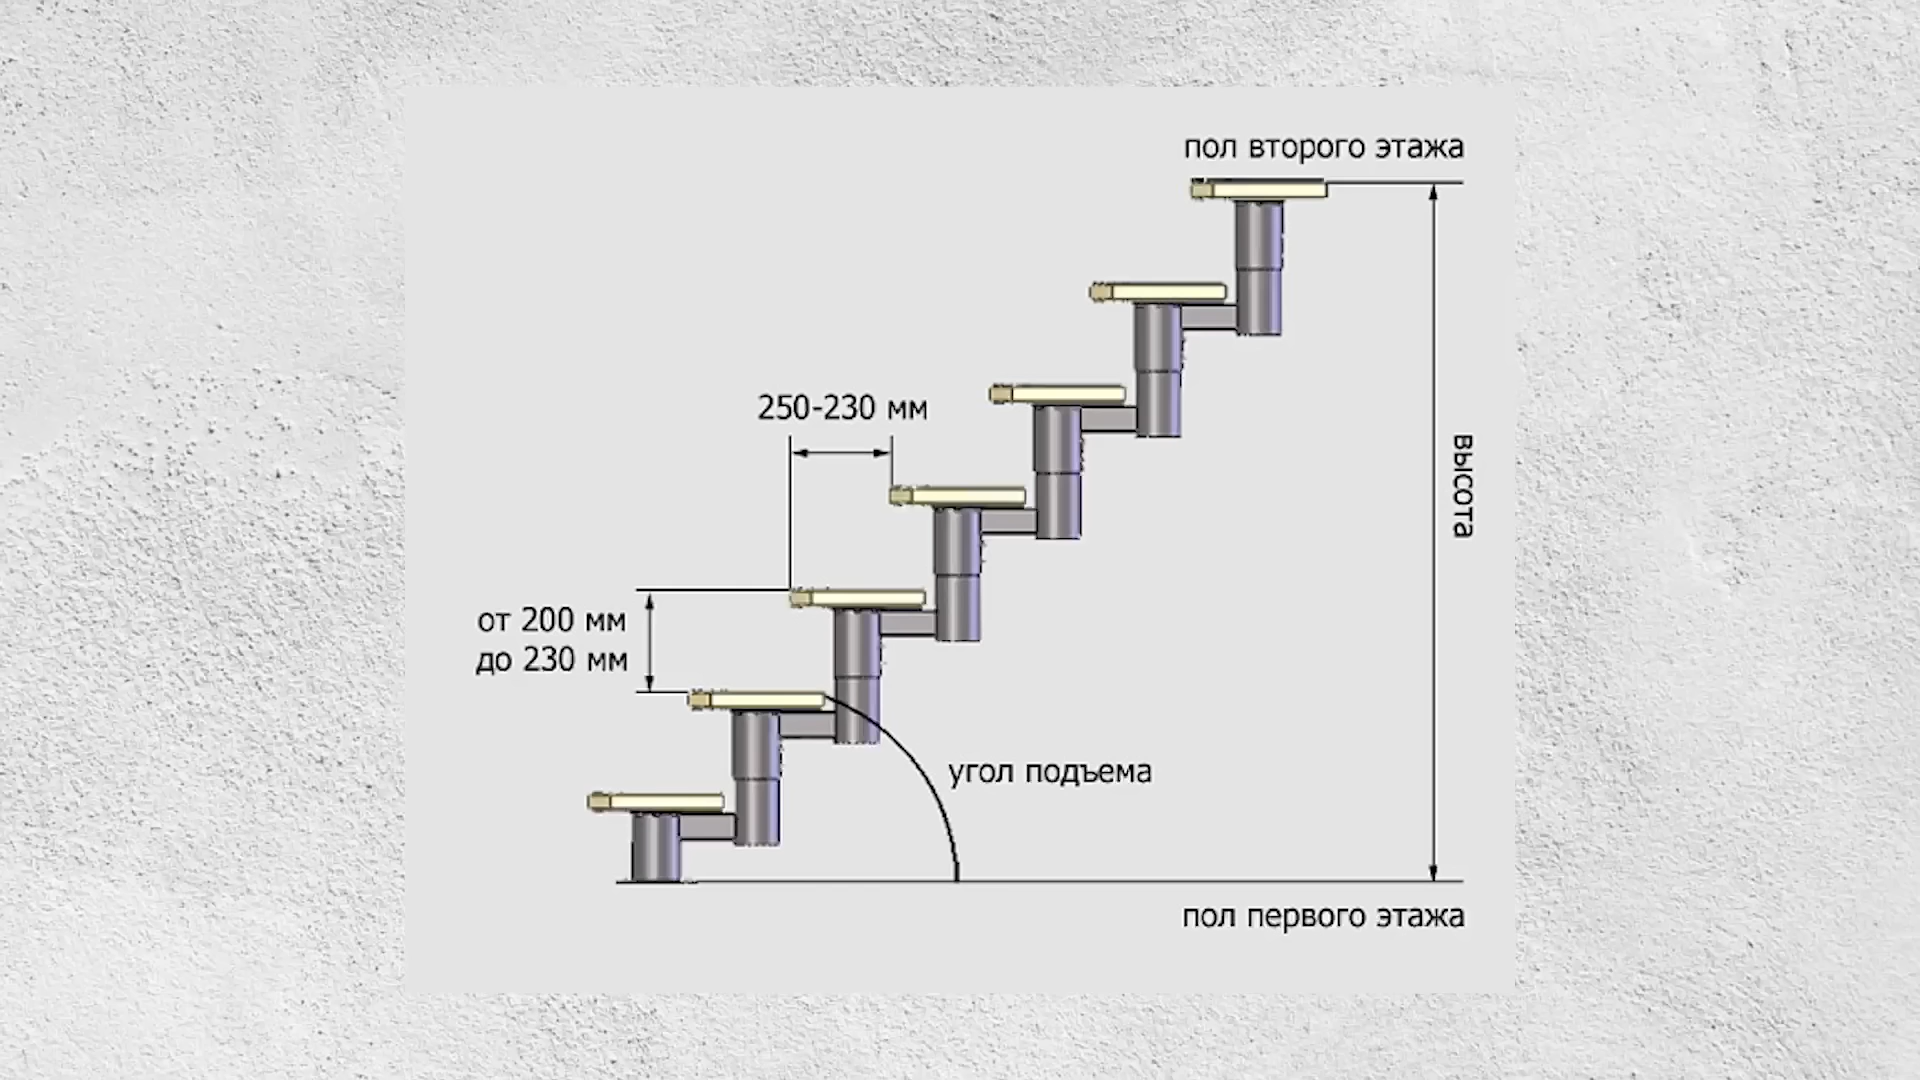 пол второго этажа
250-230 мм
высота
от 200 мм
до 230 мм
угол подъема
пол первого этажа